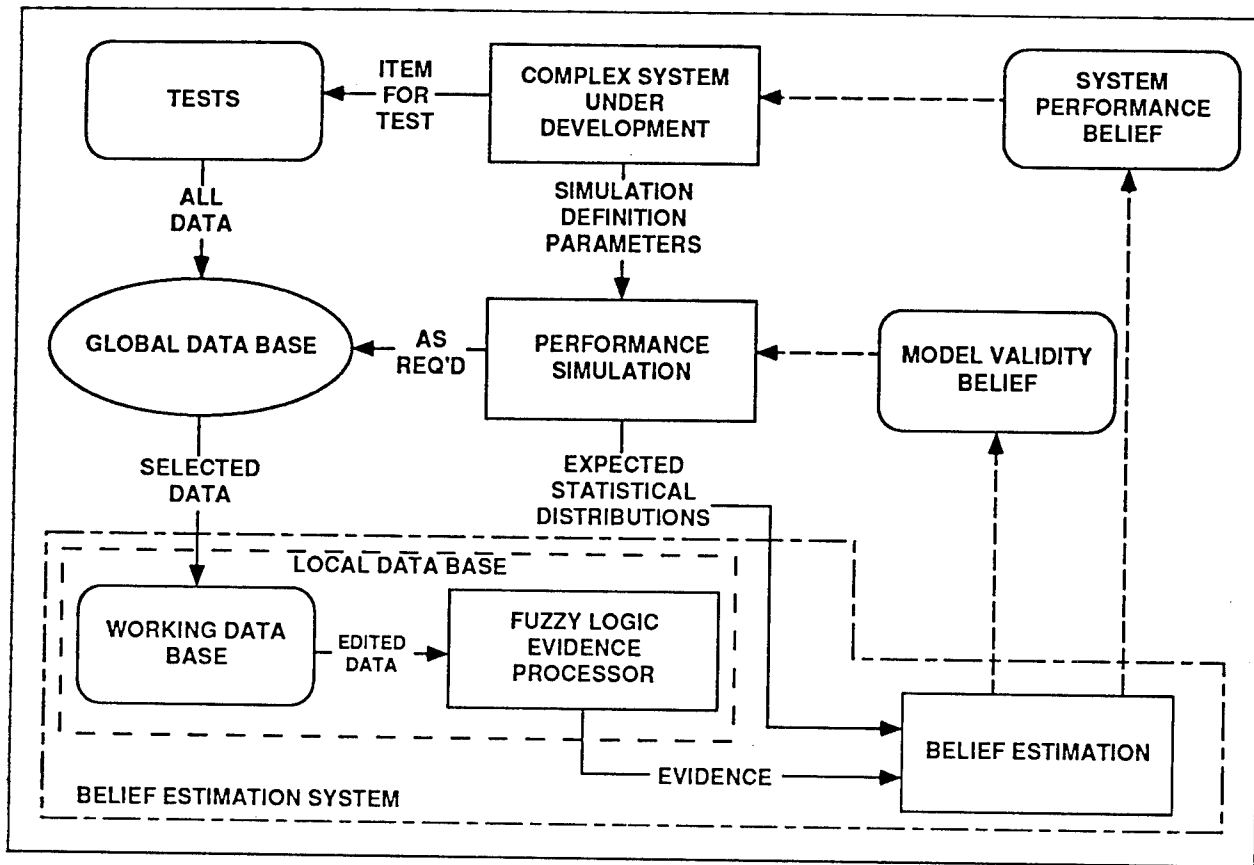 TESTS
ITEM
FOR
TEST
COMPLEX SYSTEM
UNDER
DEVELOPMENT
SYSTEM
PERFORMANCE
BELIEF
ALL
DATA
SIMULATION
DEFINITION
PARAMETERS
GLOBAL DATA BASE
AS
REQ'D
PERFORMANCE
SIMULATION
MODEL VALIDITY
BELIEF
SELECTED
DATA
EXPECTED
STATISTICAL
DISTRIBUTIONS
LOCAL DATA BASE
WORKING DATA
BASE
EDITED
DATA
FUZZY LOGIC
EVIDENCE
PROCESSOR
BELIEF ESTIMATION
EVIDENCE
BELIEF ESTIMATION SYSTEM